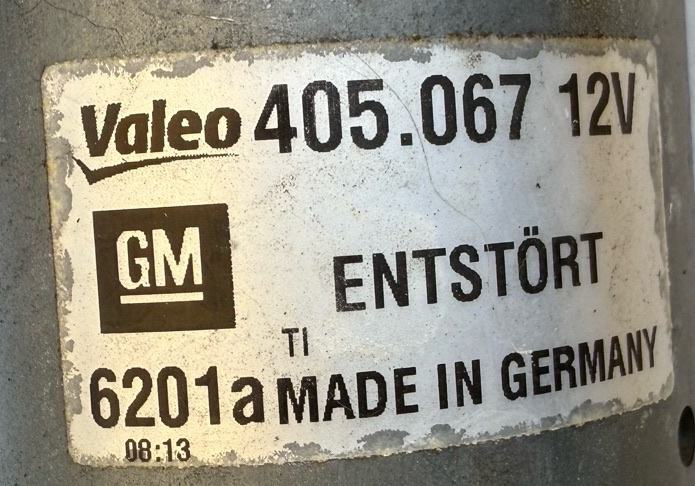 Valeo 405.067 12V
GM
ENTSTÖRT
TI
6201a MADE IN GERMANY
08:13